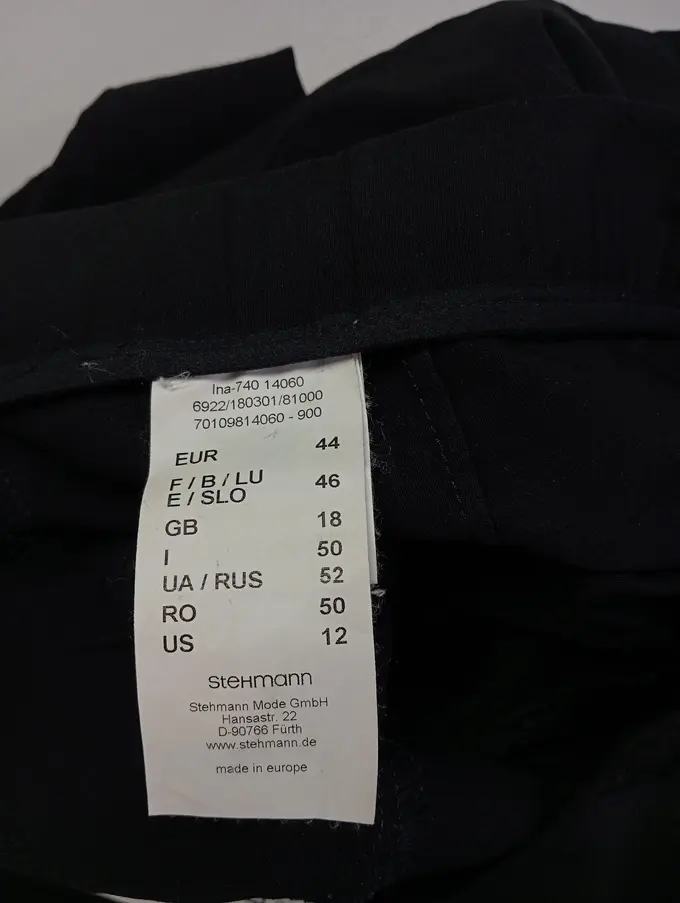 Ina-740 14060
6922/180301/81000
70109814060 - 900
EUR 44
F / B / LU 46
E / SLO
GB 18
I 50
UA / RUS 52
RO 50
US 12
steHmann
Stehmann Mode GmbH
Hansastr. 22
D-90766 Fürth
www.stehmann.de
made in europe